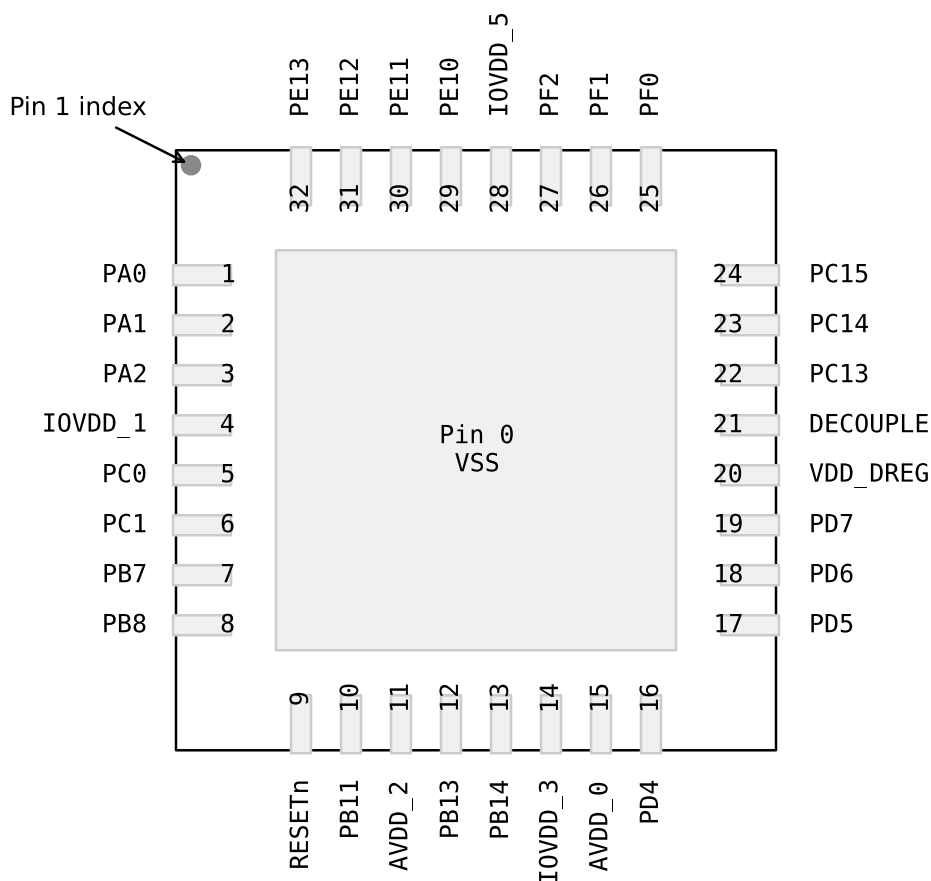 PE13
PE12
PE11
PE10
IOVDD_5
PF2
PF1
PF0
Pin 1 index
32
31
30
29
28
27
26
25
PA0 1
PA1 2
PA2 3
IOVDD_1 4
PC0 5
PC1 6
PB7 7
PB8 8
Pin 0
VSS
24 PC15
23 PC14
22 PC13
21 DECOUPLE
20 VDD_DREG
19 PD7
18 PD6
17 PD5
9
10
11
12
13
14
15
16
RESETn
PB11
AVDD_2
PB13
PB14
IOVDD_3
AVDD_0
PD4